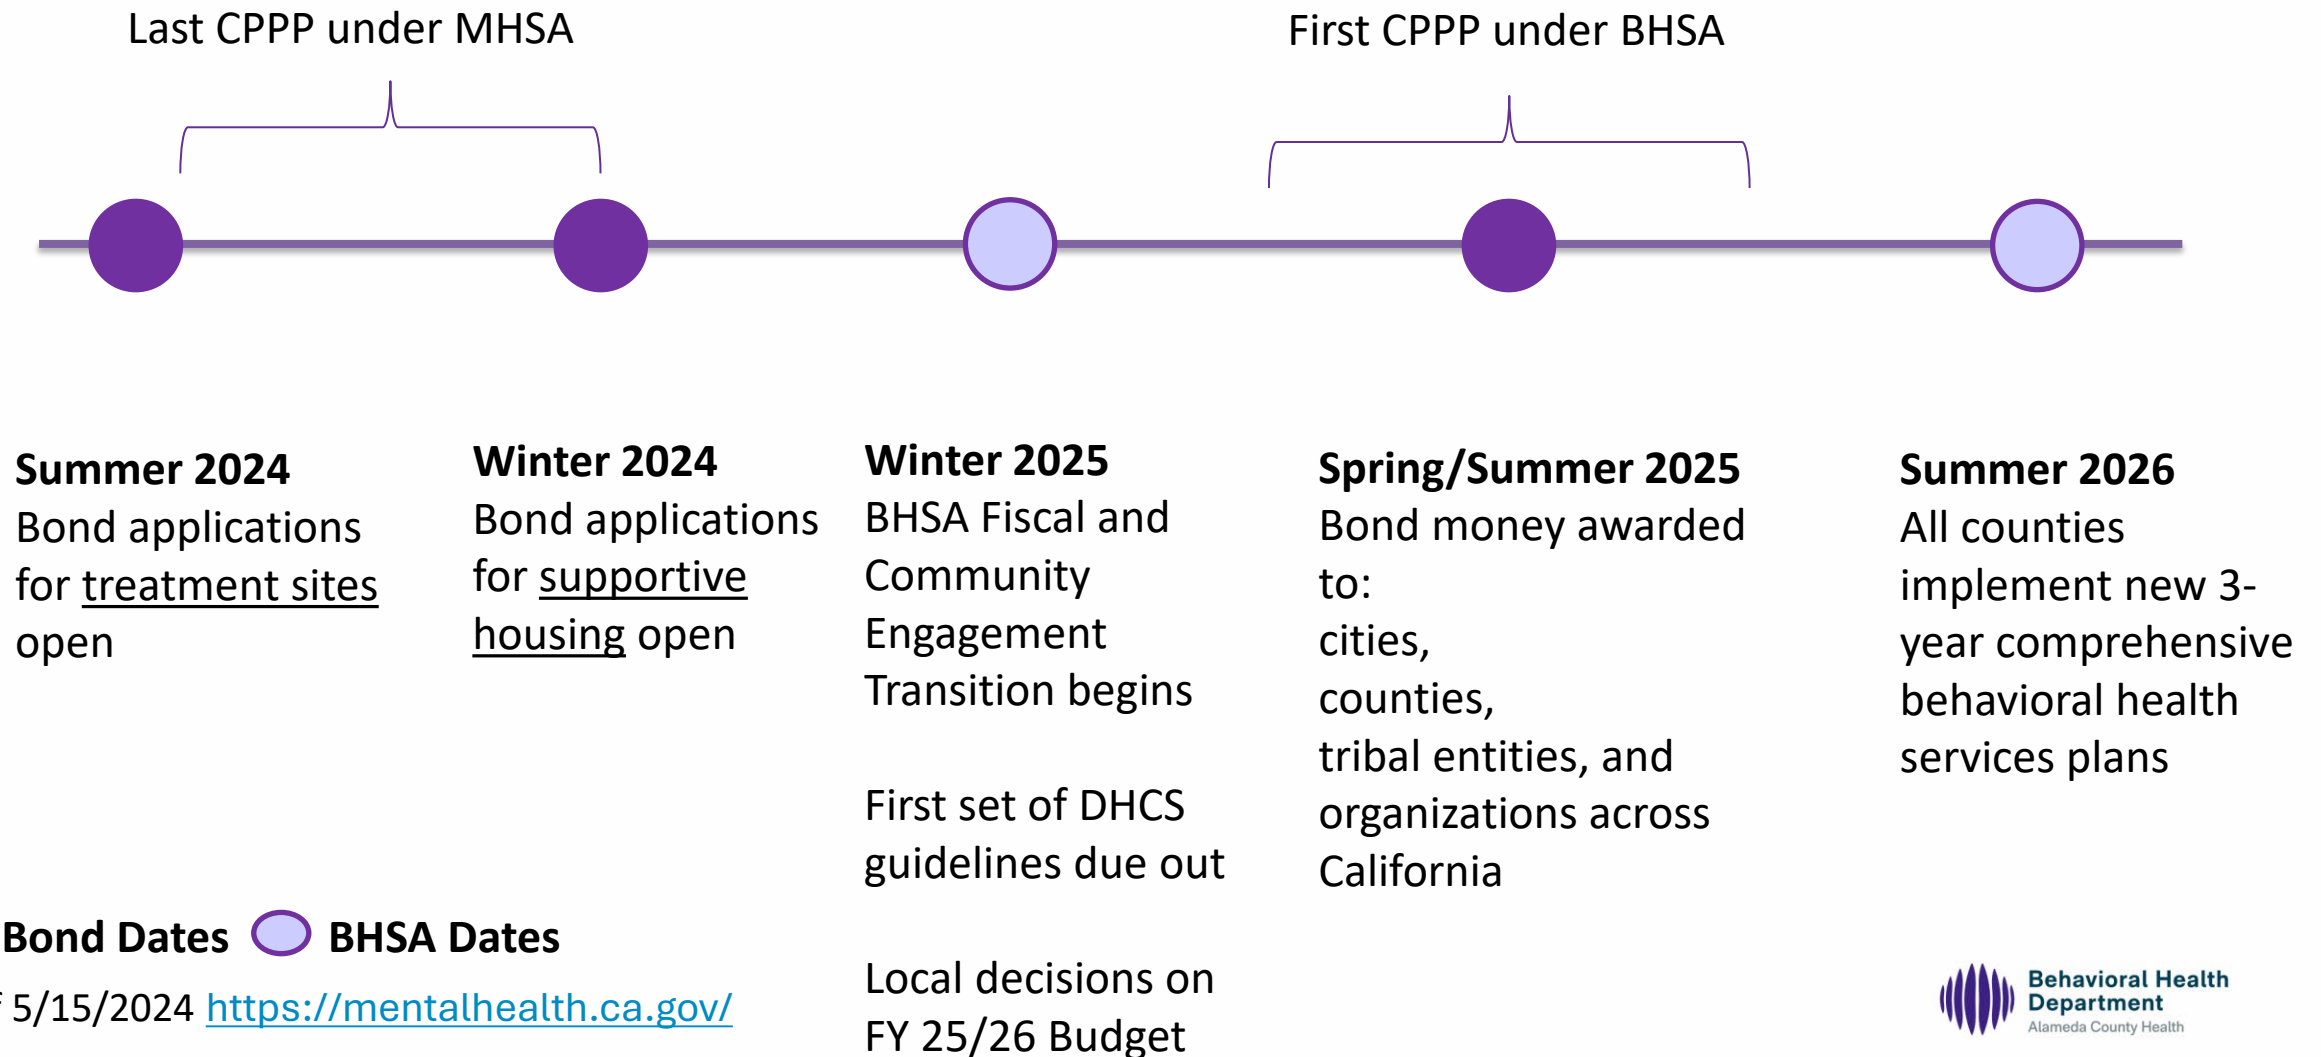 Last CPPP under MHSA
First CPPP under BHSA
Summer 2024
Bond applications
for treatment sites
open
Winter 2024
Bond applications
for supportive
housing open
Winter 2025
BHSA Fiscal and
Community
Engagement
Transition begins
First set of DHCS
guidelines due out
Local decisions on
FY 25/26 Budget
Spring/Summer 2025
Bond money awarded
to:
cities,
counties,
tribal entities, and
organizations across
California
Summer 2026
All counties
implement new 3-
year comprehensive
behavioral health
services plans
Bond Dates BHSA Dates
5/15/2024 https://mentalhealth.ca.gov/
Behavioral Health
Department
Alameda County Health